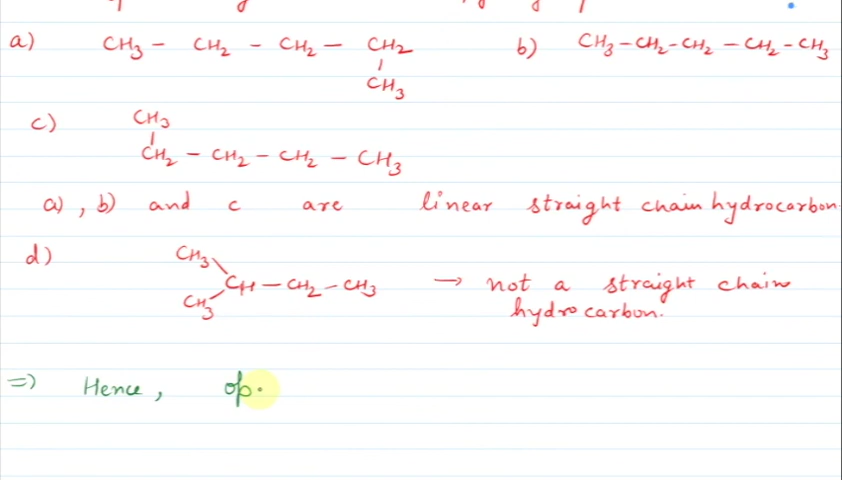 a) CH3 - CH2 - CH2 - CH2 b) CH3-CH2-CH2-CH2-CH3
CH3
c) CH3
CH2 - CH2 - CH2 - CH3
a), b) and c are linear straight chain hydrocarbon.
d) CH3
CH - CH2 - CH3 → not a straight chain
CH3 hydrocarbon.
=) Hence, op.